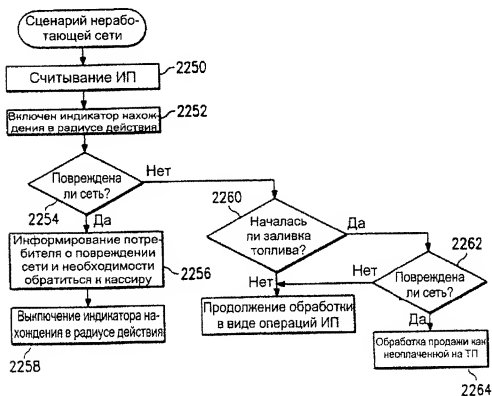 Сценарий нерабо-
тающей сети
Считывание ИП
2250
Включен индикатор нахож-
дения в радиусе действия
2252
Повреждена
ли сеть?
2254
Нет
Да
2260
Началась
ли заливка
топлива?
Да
Нет
2262
Повреждена
ли сеть?
Нет
Да
Информирование потре-
бителя о повреждении
сети и необходимости
обратиться к кассиру
2256
Выключение индикатора на-
хождения в радиусе действия
2258
Продолжение обработки
в виде операций ИП
Обработка продажи как
неоплаченной на ТП
2264